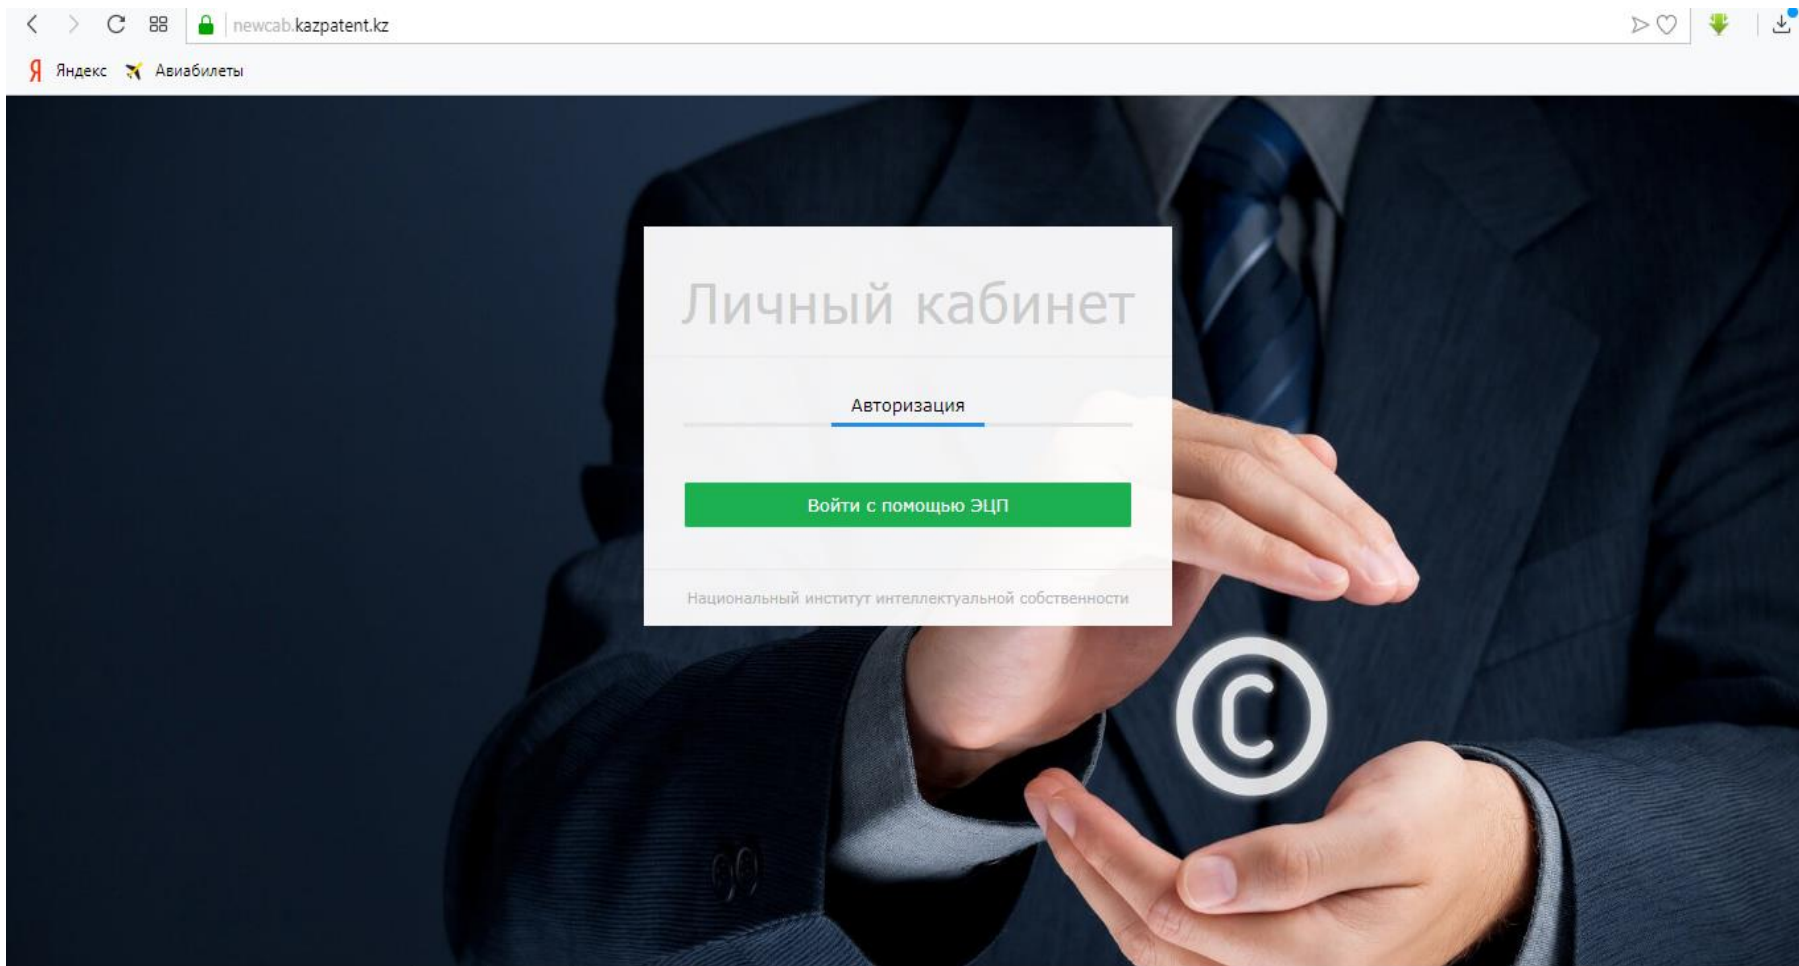 newcab.kazpatent.kz
Яндекс Авиабилеты
Личный кабинет
Авторизация
Войти с помощью ЭЦП
Национальный институт интеллектуальной собственности
©